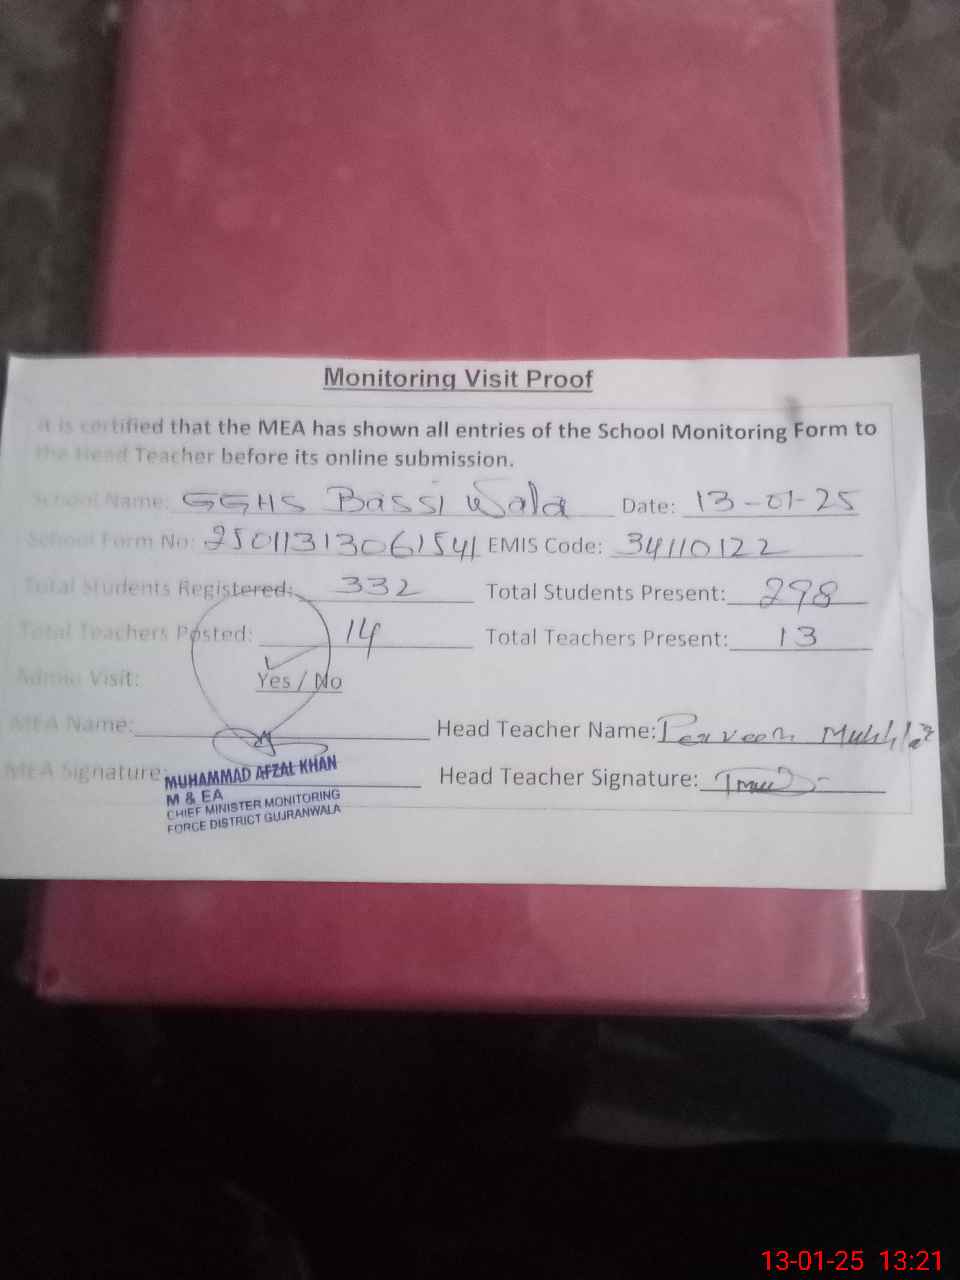 Monitoring Visit Proof
It is certified that the MEA has shown all entries of the School Monitoring Form to
the Head Teacher before its online submission.
School Name: GGHS Bassi Wala Date: 13-01-25
School Form No: 250113130661541 EMIS Code: 34110122
Total Students Registered: 332 Total Students Present: 298
Total Teachers Posted: 14 Total Teachers Present: 13
Admin Visit: Yes / No
MEA Name: Head Teacher Name: Perveen
MEA Signature: Head Teacher Signature:
MUHAMMAD AFZAL KHAN
M & EA
CHIEF MINISTER MONITORING
FORCE DISTRICT GUJRANWALA
13-01-25 13:21